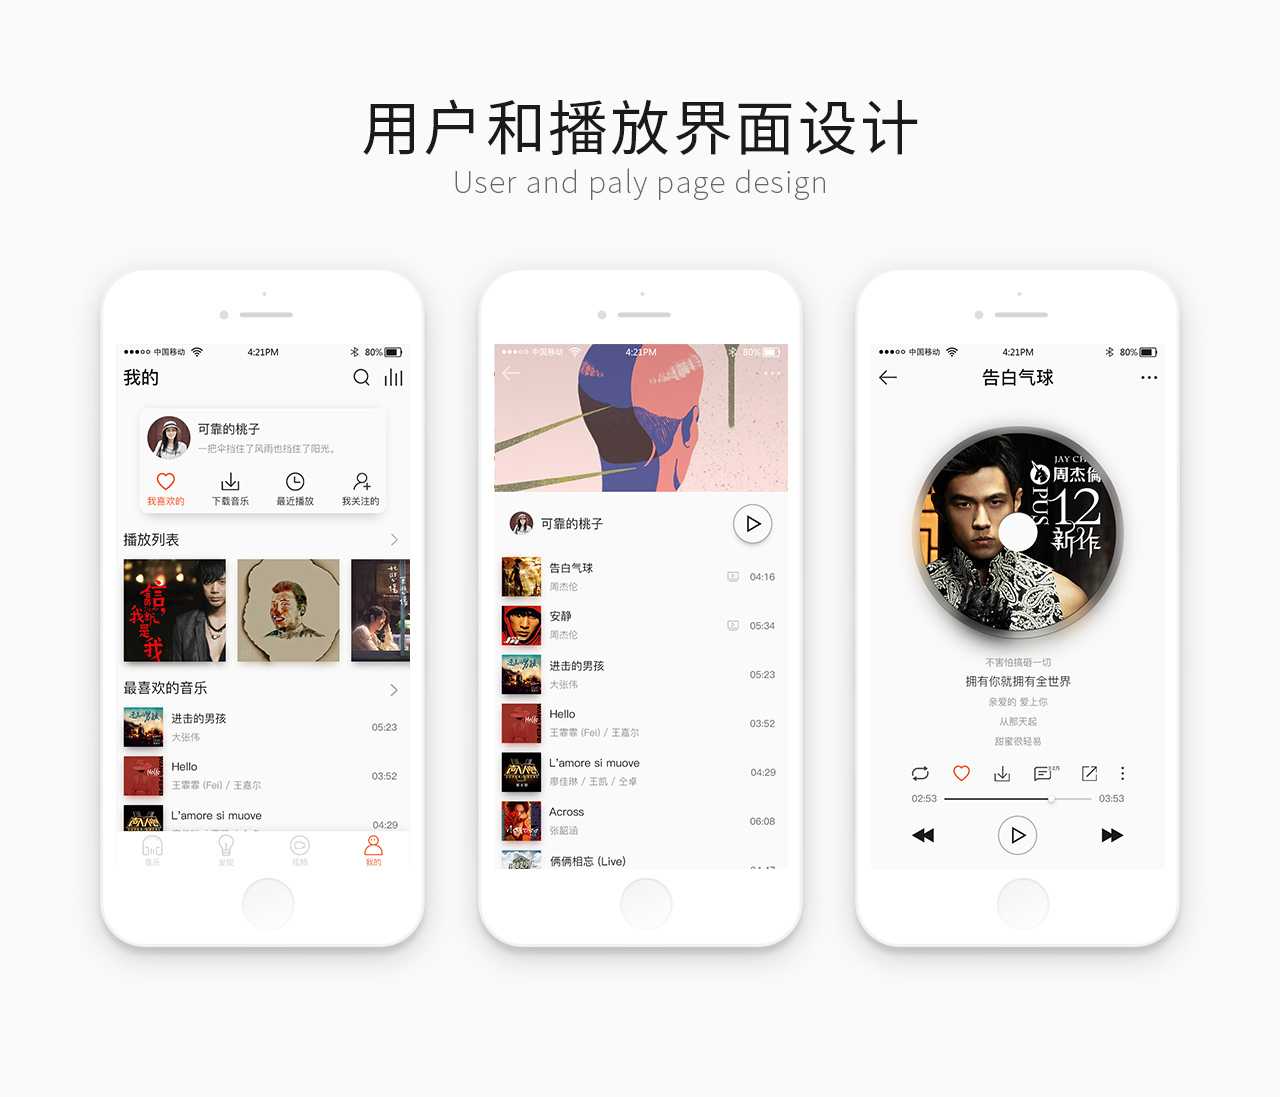 用户和播放界面设计
User and paly page design
中国移动 4:21PM 80%
我的
可靠的桃子
一把伞挡住了风雨也挡住了阳光。
我喜欢的 下载音乐 最近播放 我关注的
播放列表
最喜欢的音乐
进击的男孩
大张伟
05:23
Hello
王霏霏 (Fei) / 王嘉尔
03:52
L'amore si muove
04:29
音乐 发现 视频 我的
中国移动 4:21PM 80%
可靠的桃子
告白气球
周杰伦
04:16
安静
周杰伦
05:34
进击的男孩
大张伟
05:23
Hello
王霏霏 (Fei) / 王嘉尔
03:52
L'amore si muove
廖佳琳 / 王凯 / 仝卓
04:29
Across
张韶涵
06:08
俩俩相忘 (Live)
中国移动 4:21PM 80%
告白气球
JAY CH
周杰倫
OPUS
12
新作
不害怕搞砸一切
拥有你就拥有全世界
亲爱的 爱上你
从那天起
甜蜜很轻易
02:53 03:53